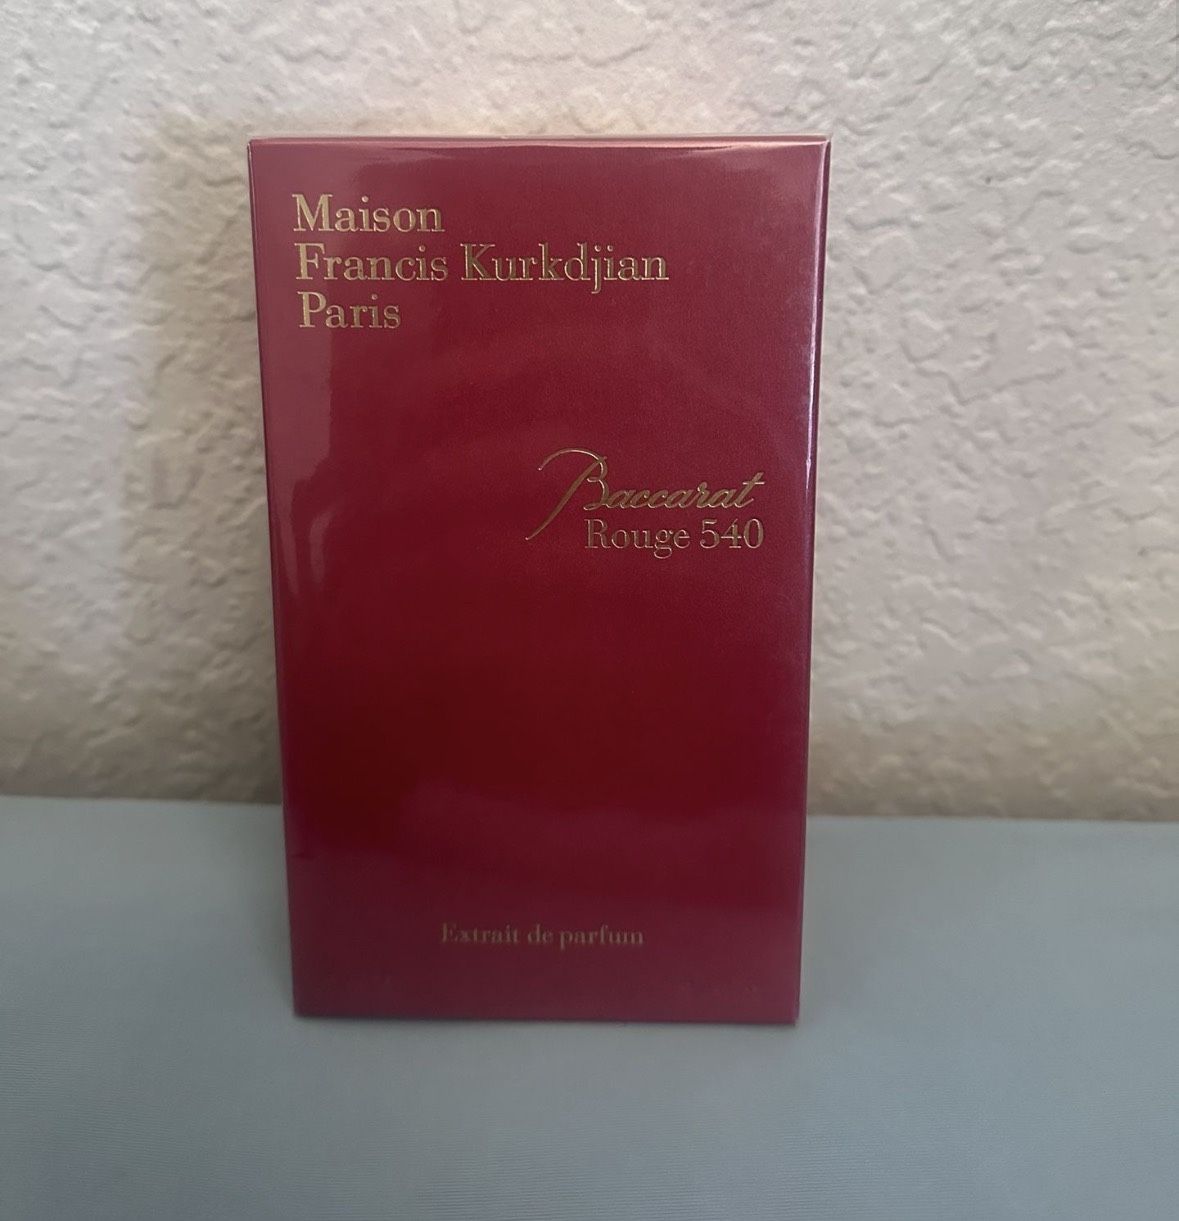 Maison
Francis Kurkdjian
Paris
Baccarat
Rouge 540
Extrait de parfum